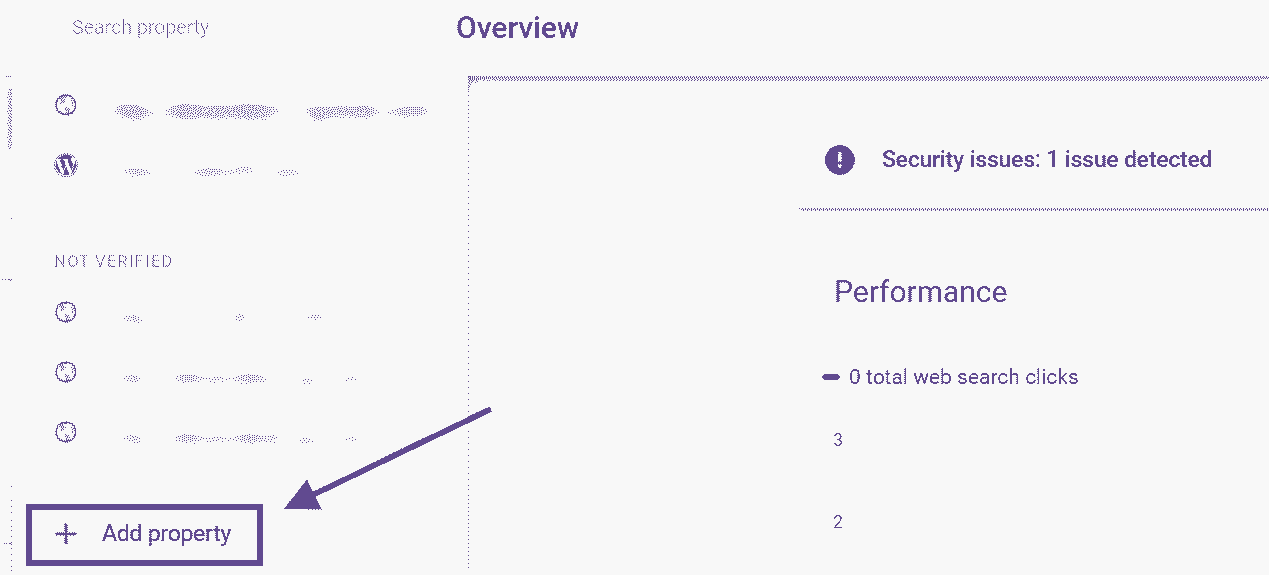 Search property
Overview
Security issues: 1 issue detected
NOT VERIFIED
Performance
0 total web search clicks
3
2
Add property